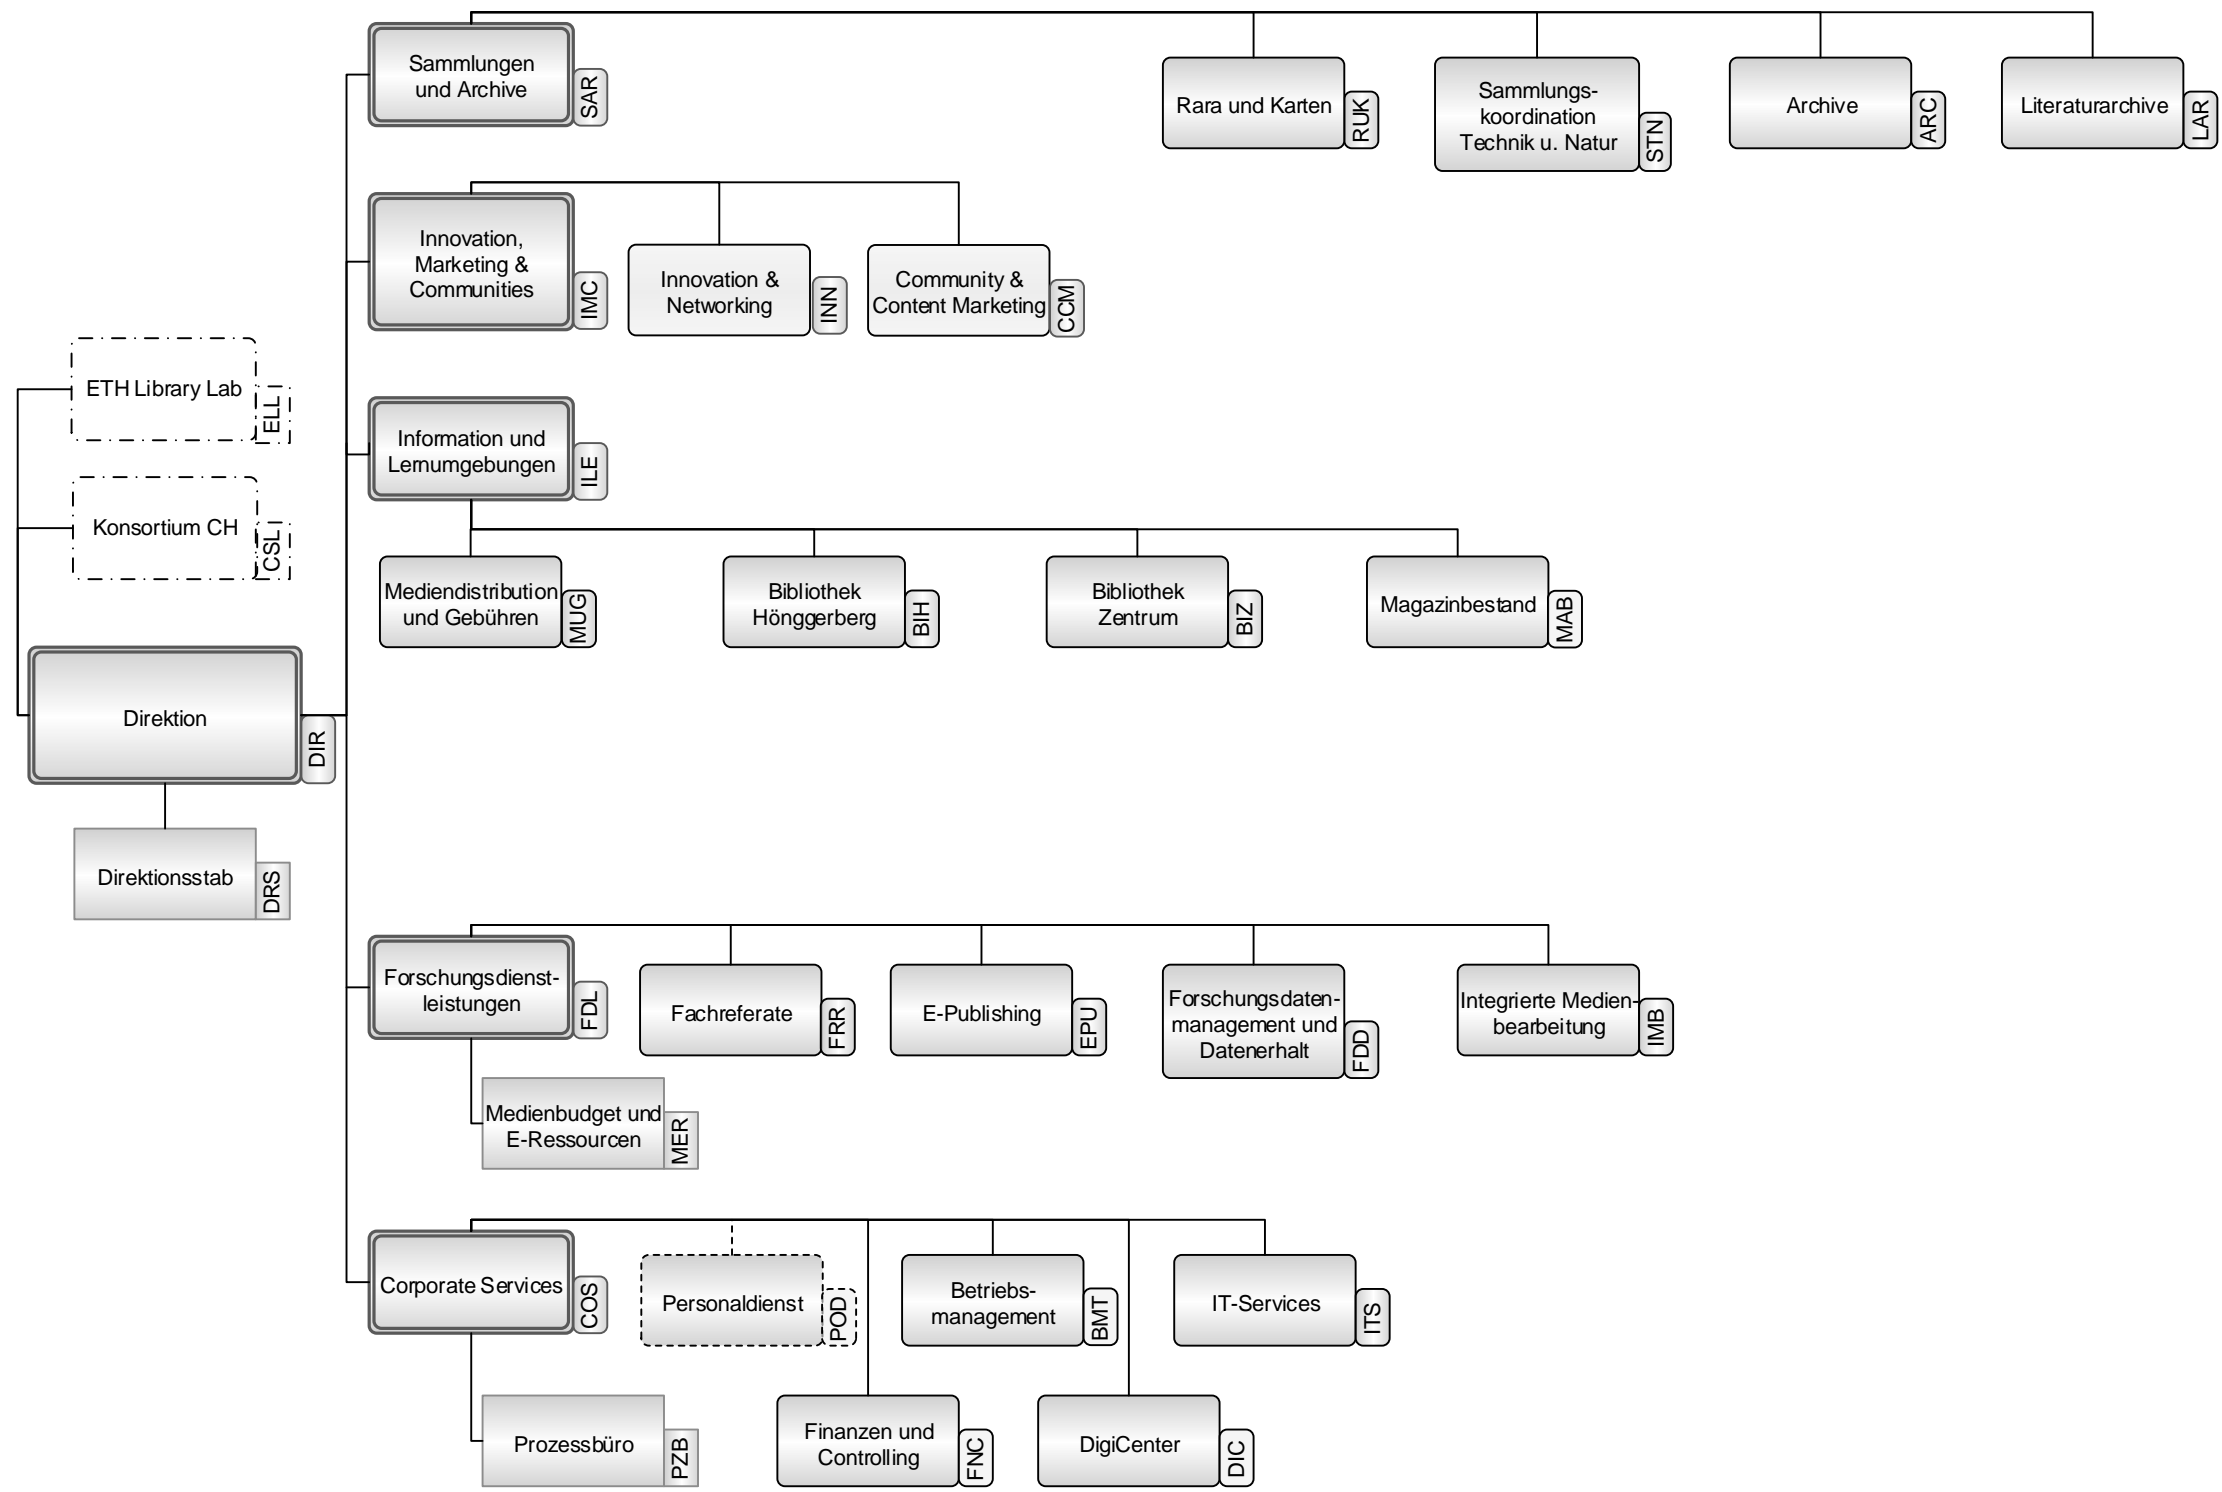 Sammlungen
und Archive
SAR
Rara und Karten
RUK
Sammlungs-
koordination
Technik u. Natur
STN
Archive
ARC
Literaturarchive
LAR
Innovation,
Marketing &
Communities
IMC
Innovation &
Networking
INN
Community &
Content Marketing
CCM
ETH Library Lab
ELL
Konsortium CH
CSL
Information und
Lernumgebungen
ILE
Mediendistribution
und Gebühren
MUG
Bibliothek
Hönggerberg
BIH
Bibliothek
Zentrum
BIZ
Magazinbestand
MAB
Direktion
DIR
Direktionsstab
DRS
Forschungsdienst-
leistungen
FDL
Fachreferate
FRR
E-Publishing
EPU
Forschungsdaten-
management und
Datenerhalt
FDD
Integrierte Medien-
bearbeitung
IMB
Medienbudget und
E-Ressourcen
MER
Corporate Services
COS
Personaldienst
POD
Betriebs-
management
BMT
IT-Services
ITS
Prozessbüro
PZB
Finanzen und
Controlling
FNC
DigiCenter
DIC